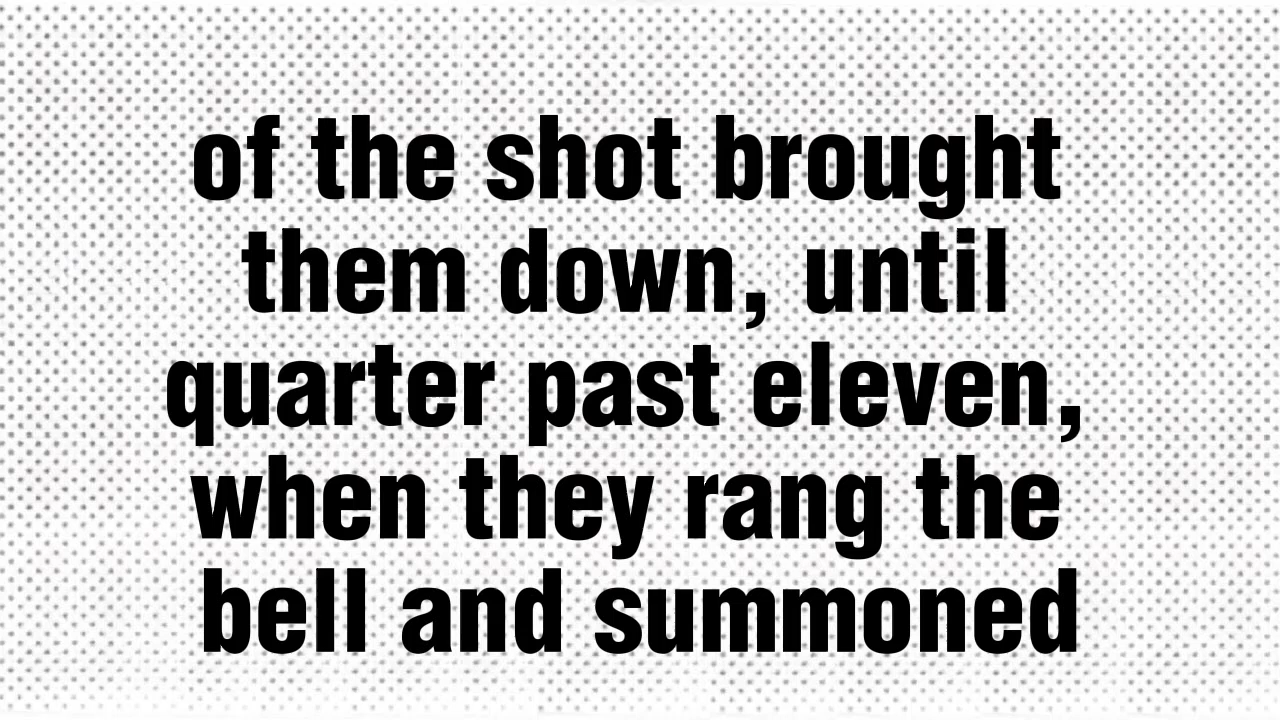 of the shot brought
them down, until
quarter past eleven,
when they rang the
bell and summoned